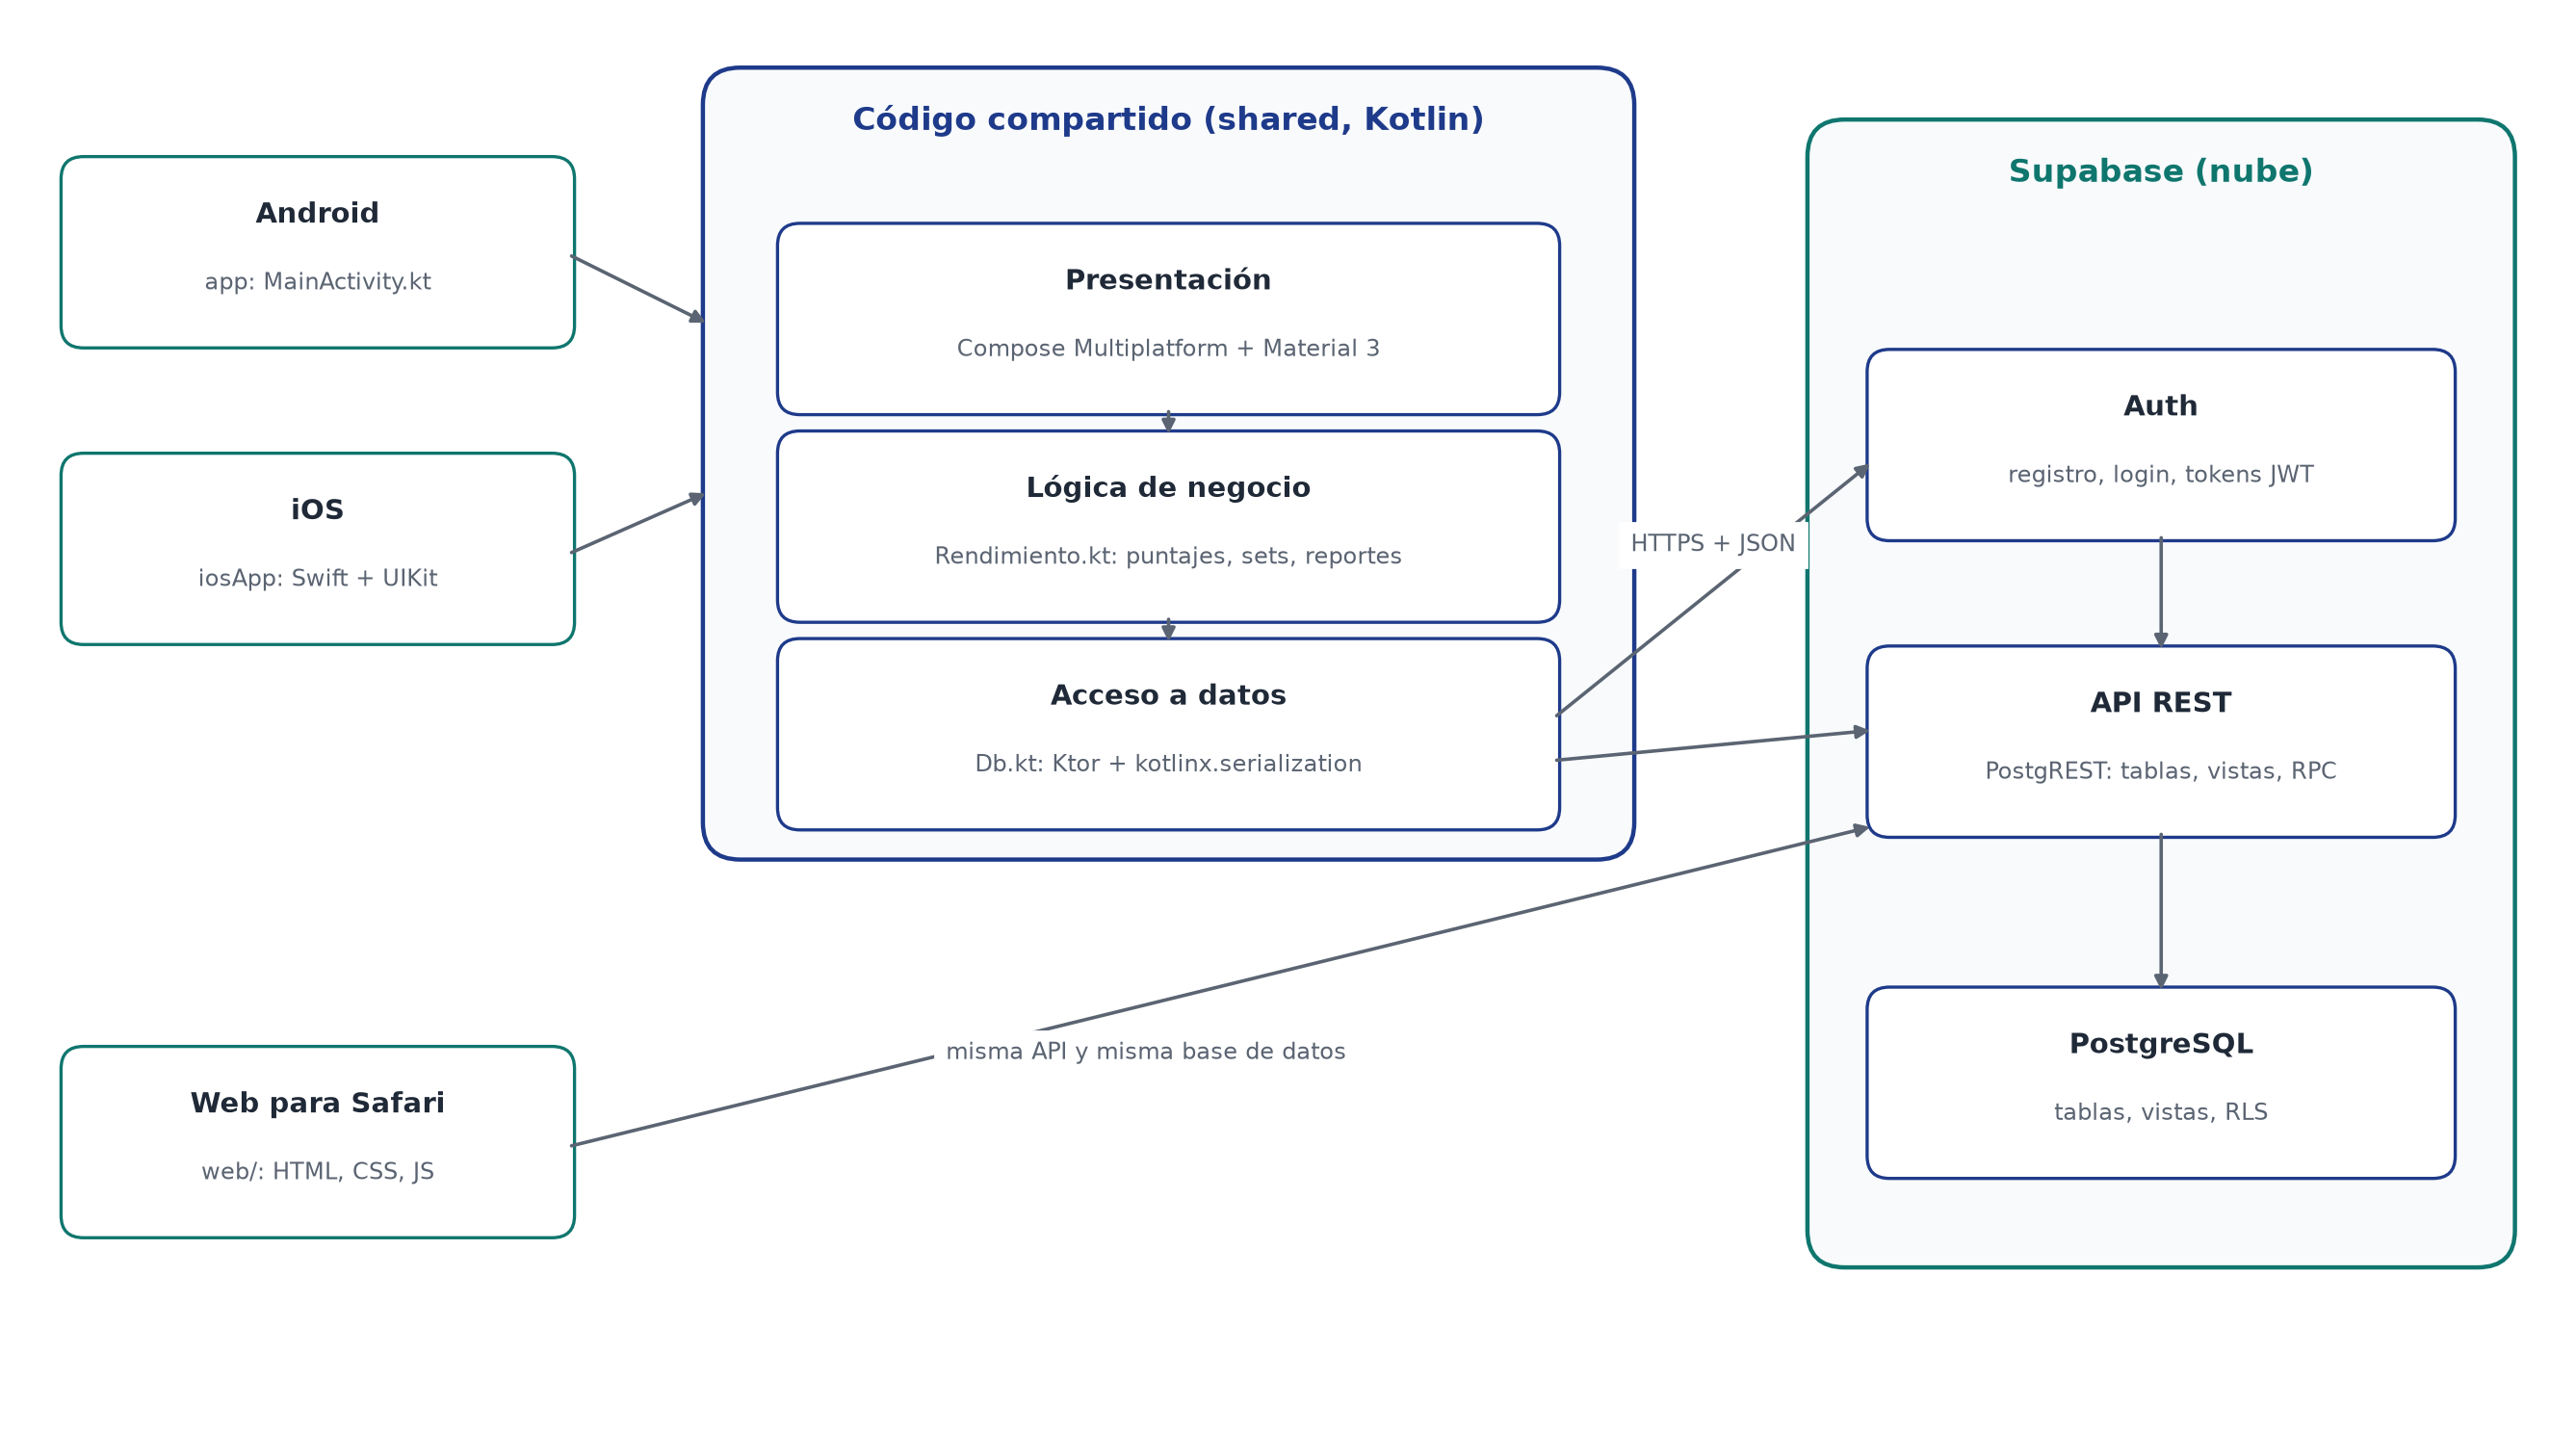 Código compartido (shared, Kotlin)
Supabase (nube)
Android
app: MainActivity.kt
Presentación
Compose Multiplatform + Material 3
Auth
registro, login, tokens JWT
iOS
iosApp: Swift + UIKit
Lógica de negocio
Rendimiento.kt: puntajes, sets, reportes
HTTPS + JSON
Acceso a datos
Db.kt: Ktor + kotlinx.serialization
API REST
PostgREST: tablas, vistas, RPC
misma API y misma base de datos
PostgreSQL
tablas, vistas, RLS
Web para Safari
web/: HTML, CSS, JS